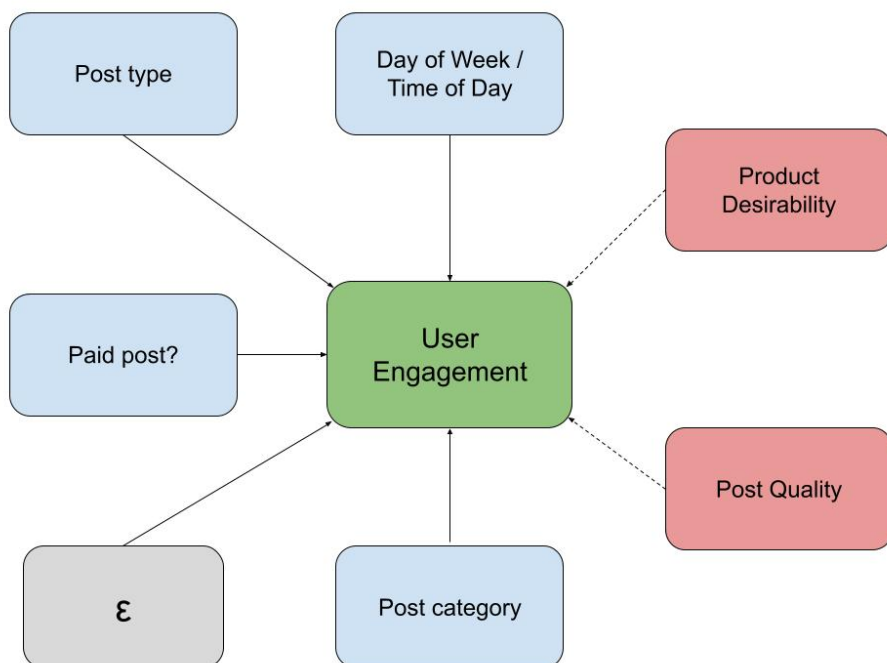 Post type
Day of Week /
Time of Day
Product
Desirability
Paid post?
User
Engagement
Post Quality
ε
Post category